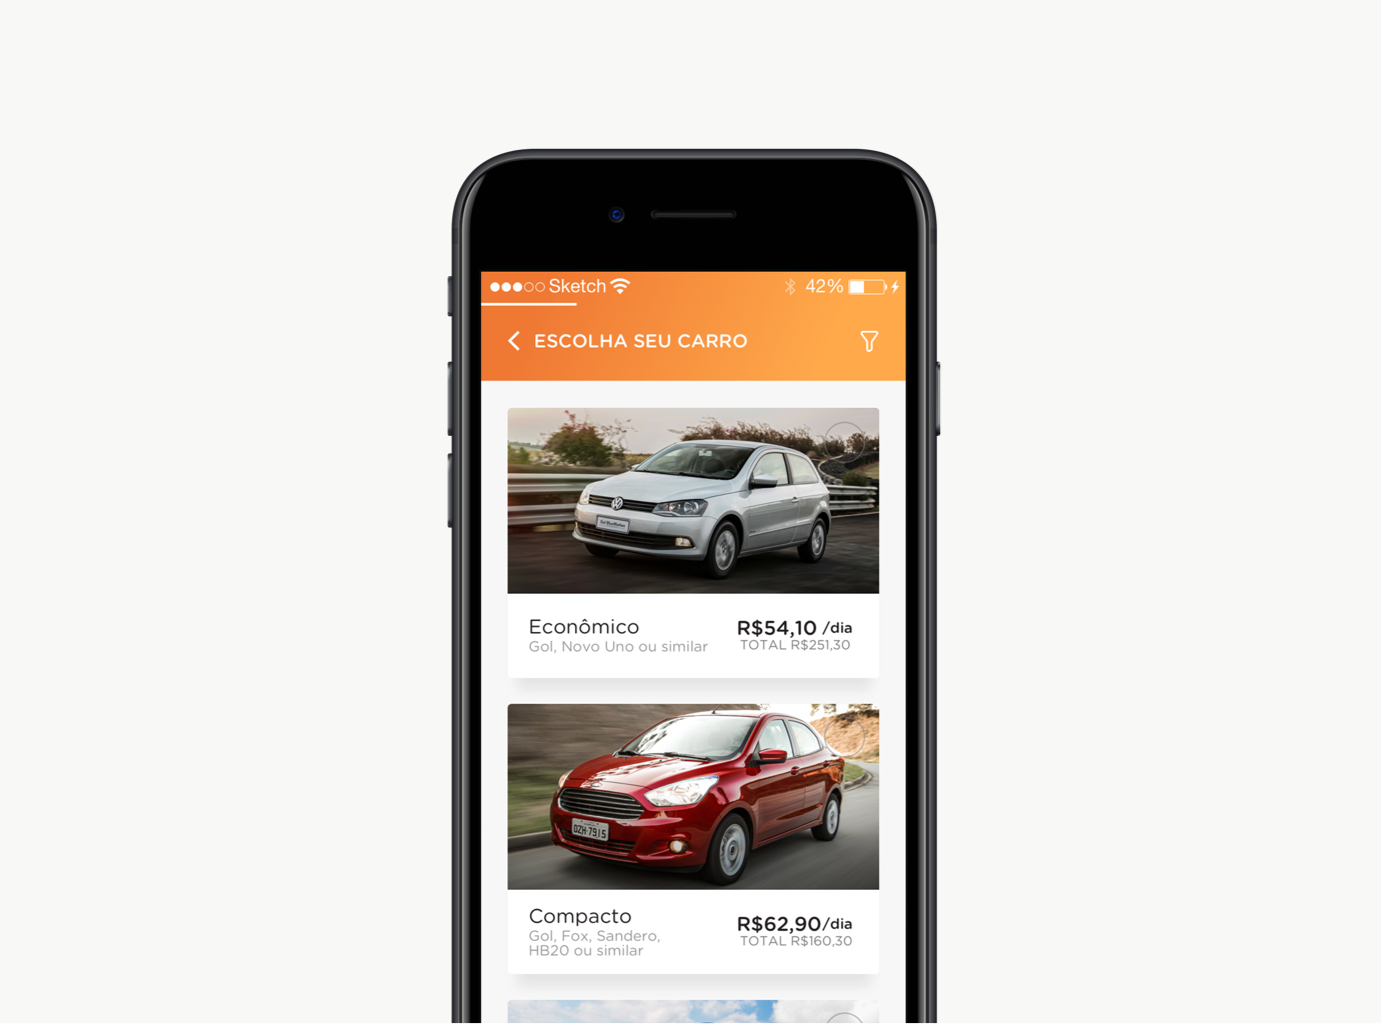 Sketch 42%
ESCOLHA SEU CARRO
Econômico
R$54,10 /dia
Gol, Novo Uno ou similar
TOTAL R$251,30
OZH-7915
Compacto
R$62,90/dia
Gol, Fox, Sandero,
HB20 ou similar
TOTAL R$160,30